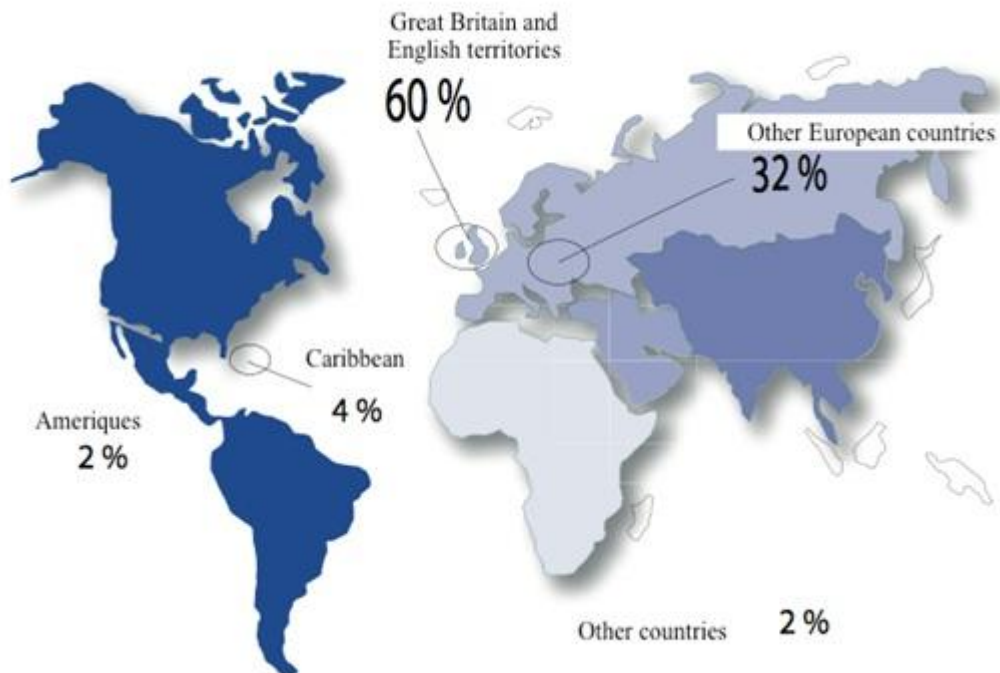 Great Britain and
English territories
60 %
Other European countries
32 %
Caribbean
4 %
Ameriques
2 %
Other countries
2 %